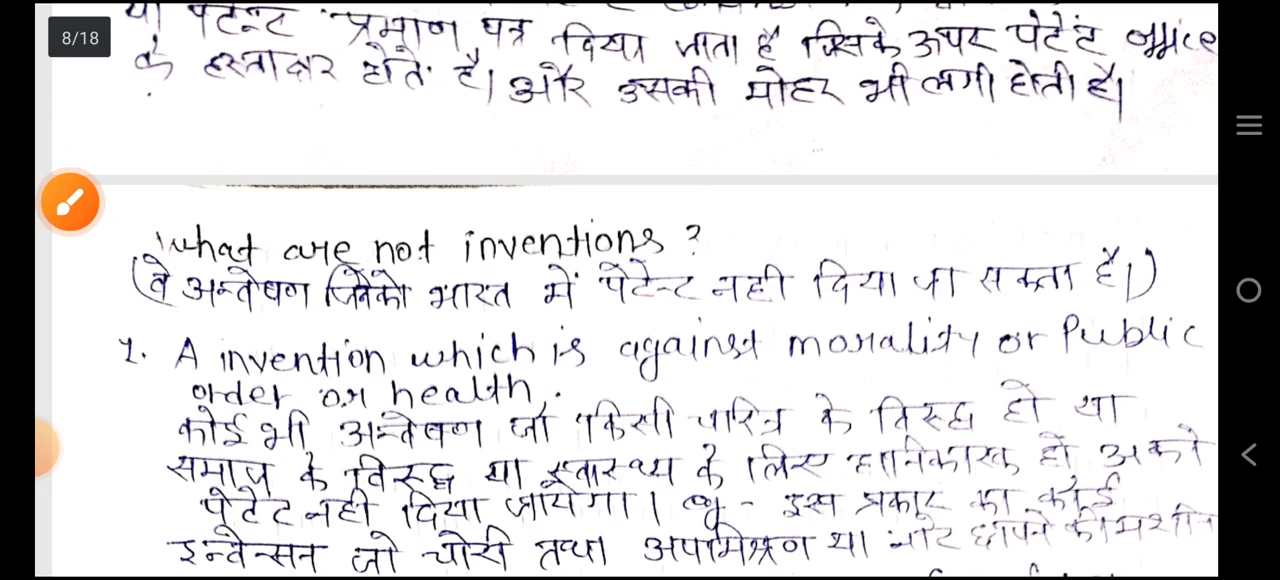 8/18
या पेटेन्ट प्रमाण पत्र दिया जाता है जिसके ऊपर पेटेंट office
के हस्ताक्षर होते है। और उसकी मोहर भी लगी होती है।
What are not inventions ?
(वे अन्वेषण जिनको भारत में पेटेन्ट नही दिया जा सकता है।)
1. A invention which is against morality or Public
order or health.
कोई भी अन्वेषण जो किसी चारित्र के विरुद्ध हो या
समाज के विरुद्ध या स्वास्थ्य के लिए हानिकारक हो उसको
पेटेंट नही दिया जायेगा। eg - इस प्रकार का कोई
इन्वेन्सन जो चोरी तथा अपमिश्रण या नोट छापने की मशीन